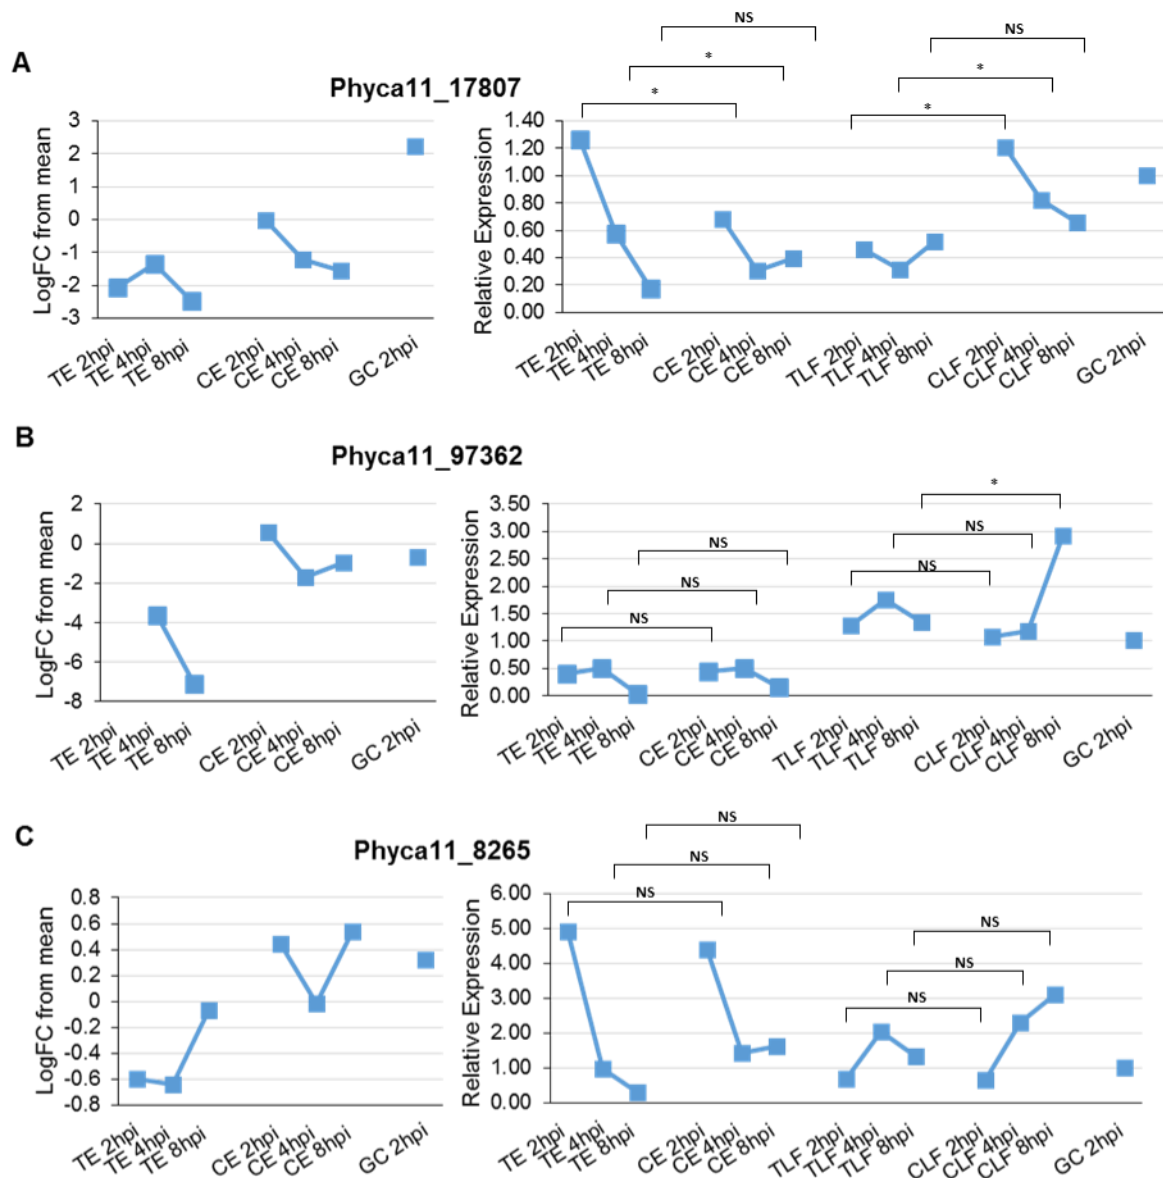 A
Phyca11_17807
LogFC from mean
3
2
1
0
-1
-2
-3
TE 2hpi
TE 4hpi
TE 8hpi
CE 2hpi
CE 4hpi
CE 8hpi
GC 2hpi
NS
*
*
NS
*
*
Relative Expression
1.40
1.20
1.00
0.80
0.60
0.40
0.20
0.00
TE 2hpi
TE 4hpi
TE 8hpi
CE 2hpi
CE 4hpi
CE 8hpi
TLF 2hpi
TLF 4hpi
TLF 8hpi
CLF 2hpi
CLF 4hpi
CLF 8hpi
GC 2hpi
B
Phyca11_97362
LogFC from mean
2
0
-2
-4
-6
-8
TE 2hpi
TE 4hpi
TE 8hpi
CE 2hpi
CE 4hpi
CE 8hpi
GC 2hpi
NS
NS
NS
*
NS
NS
Relative Expression
3.50
3.00
2.50
2.00
1.50
1.00
0.50
0.00
TE 2hpi
TE 4hpi
TE 8hpi
CE 2hpi
CE 4hpi
CE 8hpi
TLF 2hpi
TLF 4hpi
TLF 8hpi
CLF 2hpi
CLF 4hpi
CLF 8hpi
GC 2hpi
C
Phyca11_8265
LogFC from mean
0.8
0.6
0.4
0.2
0
-0.2
-0.4
-0.6
-0.8
TE 2hpi
TE 4hpi
TE 8hpi
CE 2hpi
CE 4hpi
CE 8hpi
GC 2hpi
NS
NS
NS
NS
NS
NS
Relative Expression
6.00
5.00
4.00
3.00
2.00
1.00
0.00
TE 2hpi
TE 4hpi
TE 8hpi
CE 2hpi
CE 4hpi
CE 8hpi
TLF 2hpi
TLF 4hpi
TLF 8hpi
CLF 2hpi
CLF 4hpi
CLF 8hpi
GC 2hpi